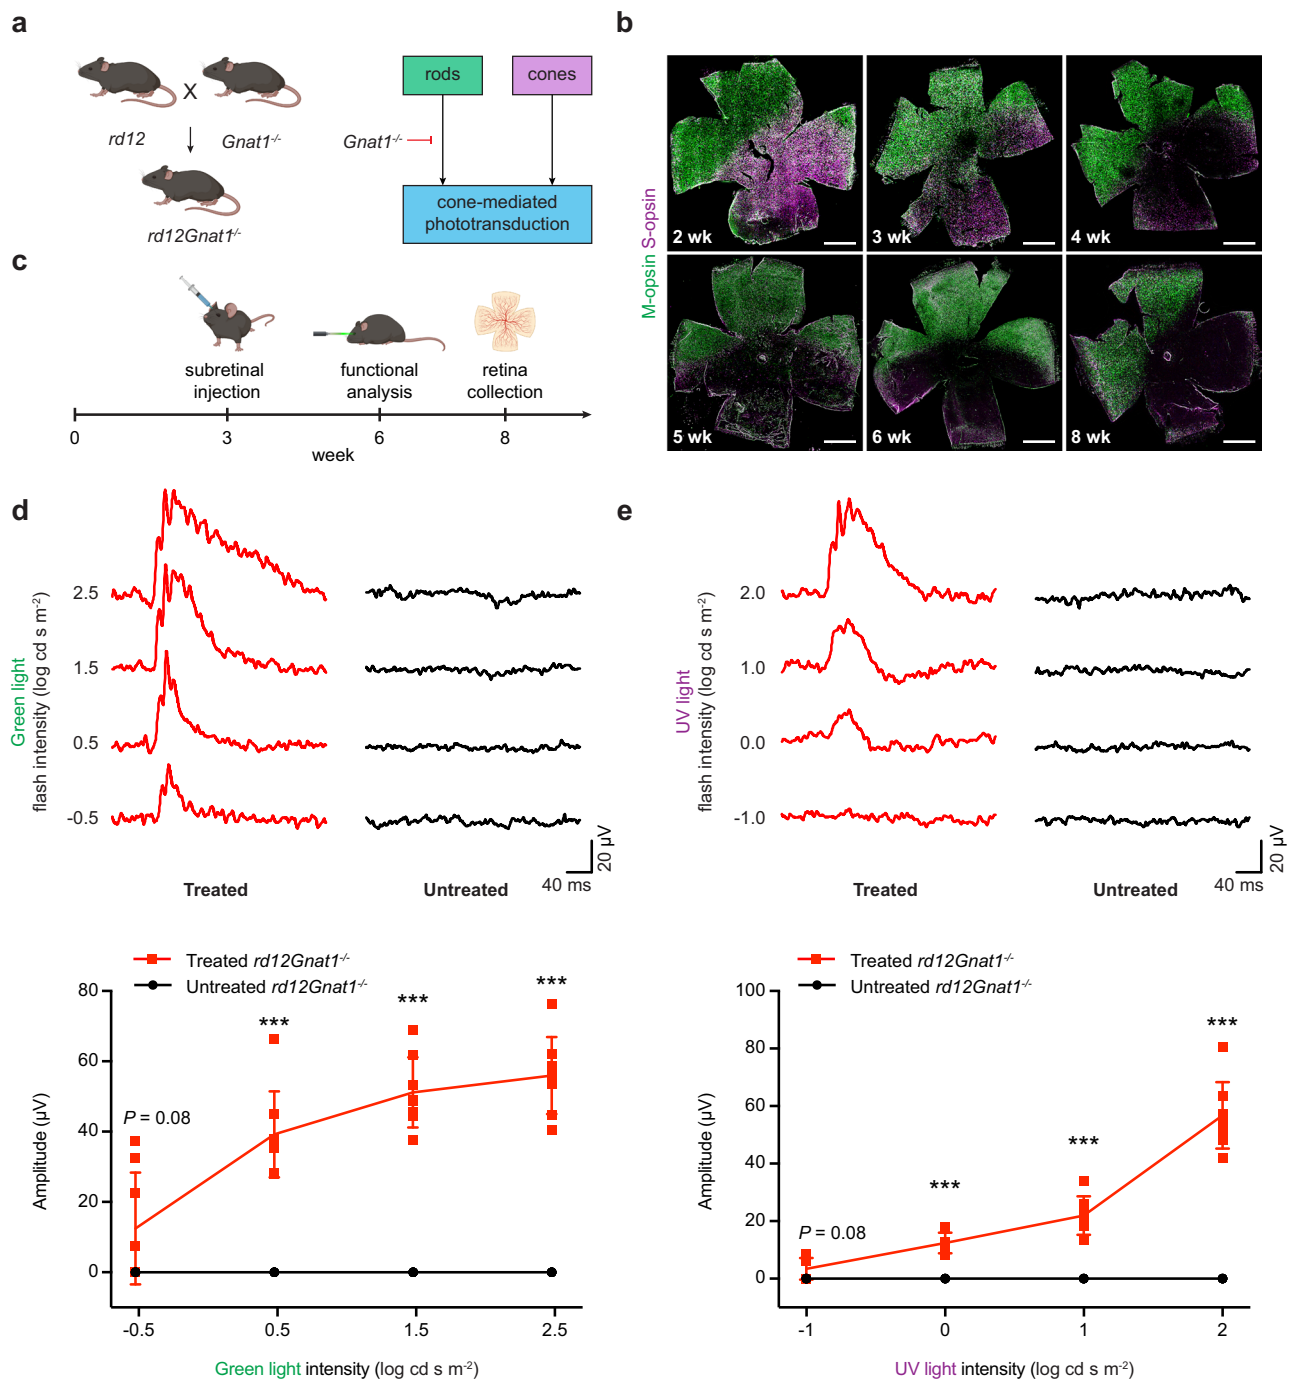 a
rd12
X
Gnat1-/-
rd12Gnat1-/-
rods
cones
Gnat1-/-
cone-mediated
phototransduction
b
M-opsin S-opsin
2 wk
3 wk
4 wk
5 wk
6 wk
8 wk
c
subretinal
injection
functional
analysis
retina
collection
0
3
6
8
week
d
Green light
flash intensity (log cd s m-2)
2.5
1.5
0.5
-0.5
40 ms
20 µV
Treated
Untreated
Treated rd12Gnat1-/-
Untreated rd12Gnat1-/-
Amplitude (µV)
80
60
40
20
0
P = 0.08
***
***
***
-0.5
0.5
1.5
2.5
Green light intensity (log cd s m-2)
e
UV light
flash intensity (log cd s m-2)
2.0
1.0
0.0
-1.0
40 ms
20 µV
Treated
Untreated
Treated rd12Gnat1-/-
Untreated rd12Gnat1-/-
Amplitude (µV)
100
80
60
40
20
0
P = 0.08
***
***
***
-1
0
1
2
UV light intensity (log cd s m-2)